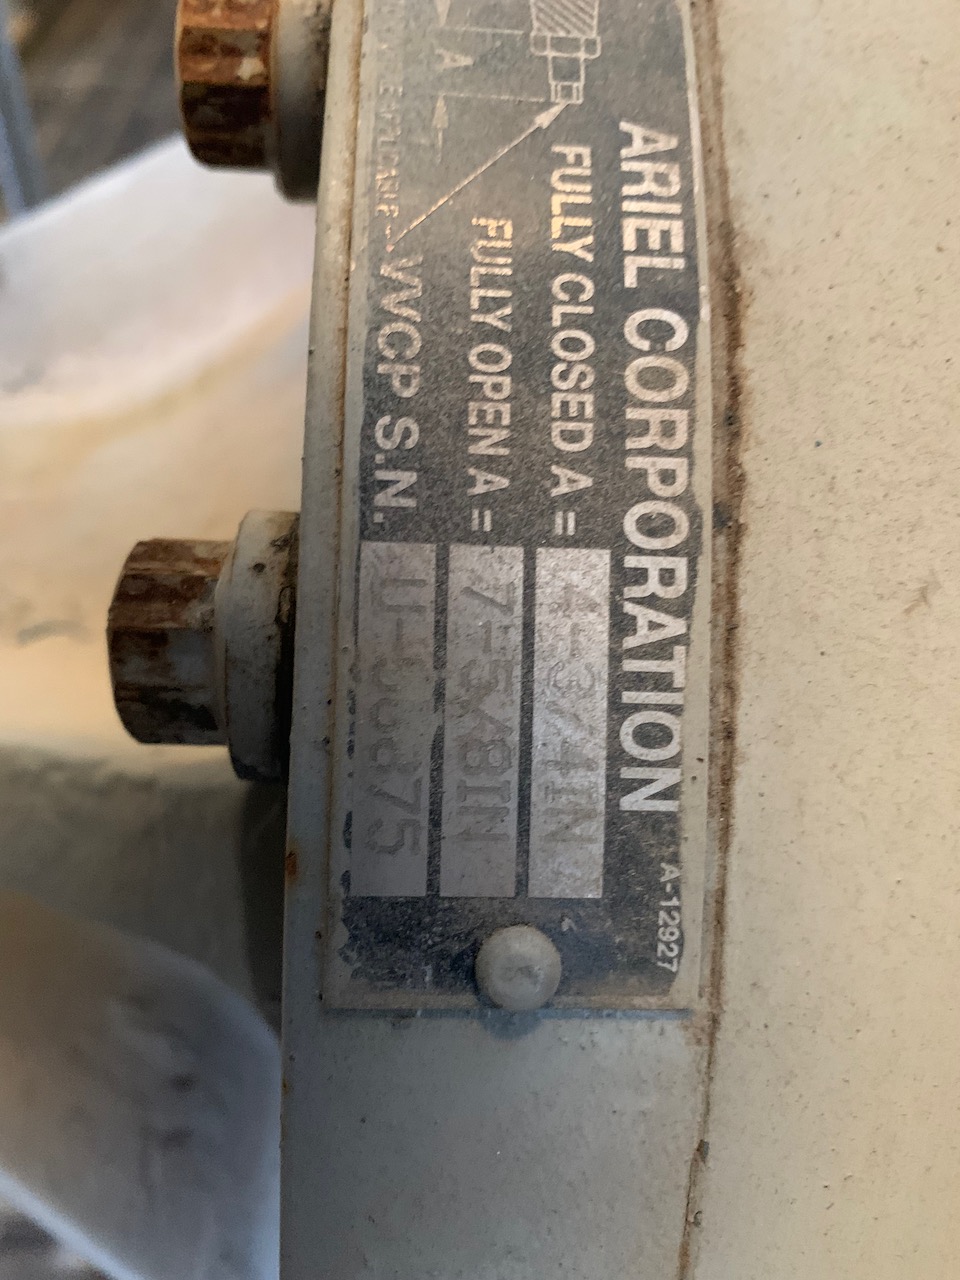 ARIEL CORPORATION
A-12927
A
FULLY CLOSED A = 4-3/4IN
FULLY OPEN A = 7-5/8IN
VVCP S.N.